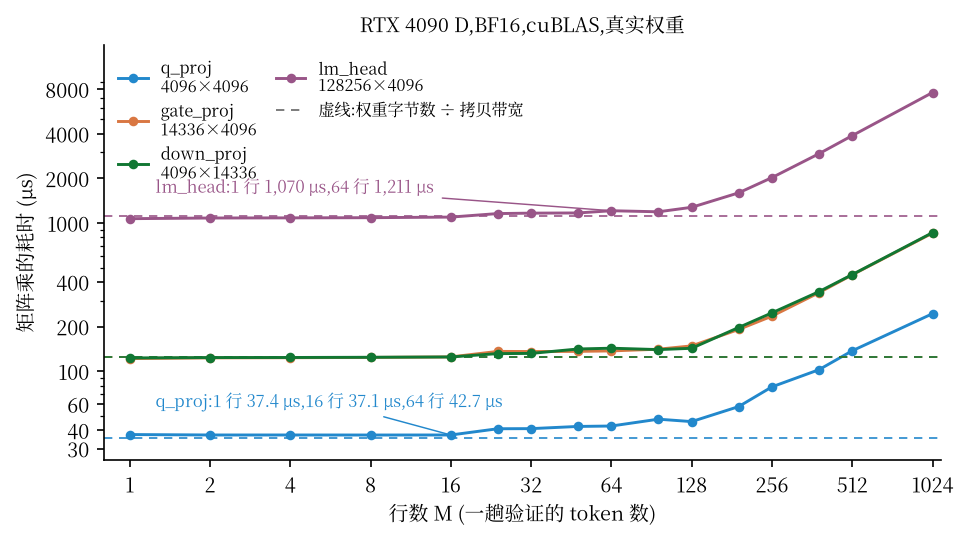 RTX 4090 D,BF16,cuBLAS,真实权重
q_proj
4096×4096
gate_proj
14336×4096
down_proj
4096×14336
lm_head
128256×4096
虚线:权重字节数 ÷ 拷贝带宽
lm_head:1 行 1,070 µs,64 行 1,211 µs
q_proj:1 行 37.4 µs,16 行 37.1 µs,64 行 42.7 µs
矩阵乘的耗时 (µs)
8000
4000
2000
1000
400
200
100
60
40
30
1 2 4 8 16 32 64 128 256 512 1024
行数 M (一趟验证的 token 数)